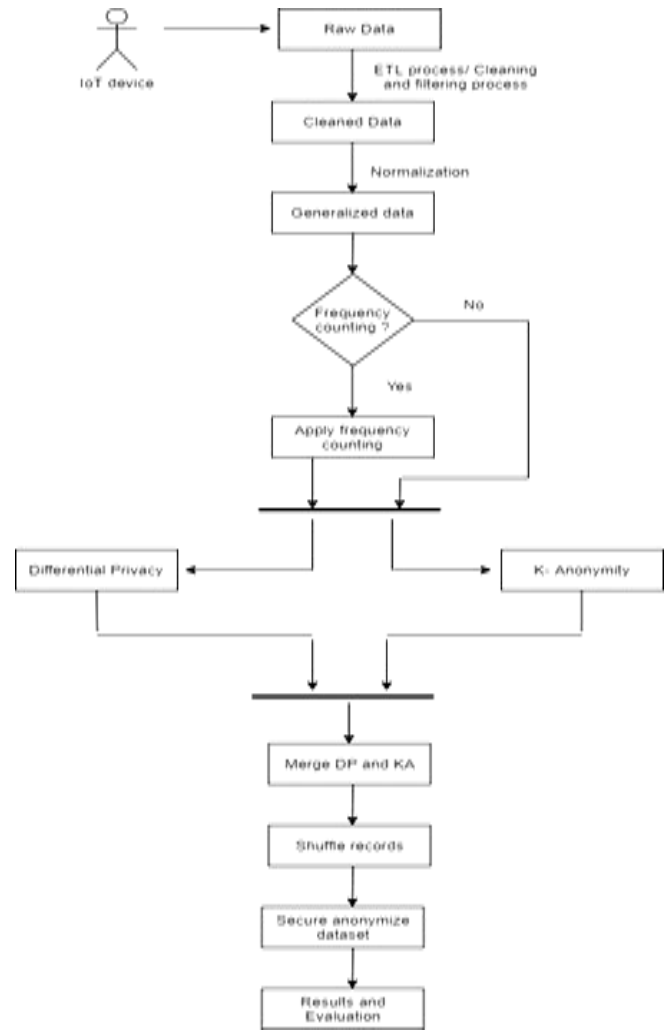 Raw Data
IoT device
ETL process/ Cleaning
and filtering process
Cleaned Data
Normalization
Generalized data
Frequency
counting ?
No
Yes
Apply frequency
counting
Differential Privacy
K- Anonymity
Merge DP and KA
Shuffle records
Secure anonymize
dataset
Results and
Evaluation